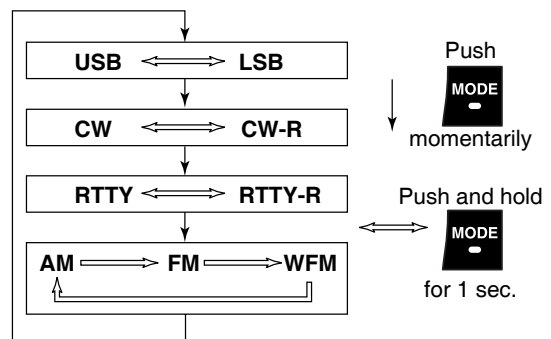 USB LSB
CW CW-R
RTTY RTTY-R
AM FM WFM
Push
MODE
momentarily
Push and hold
MODE
for 1 sec.